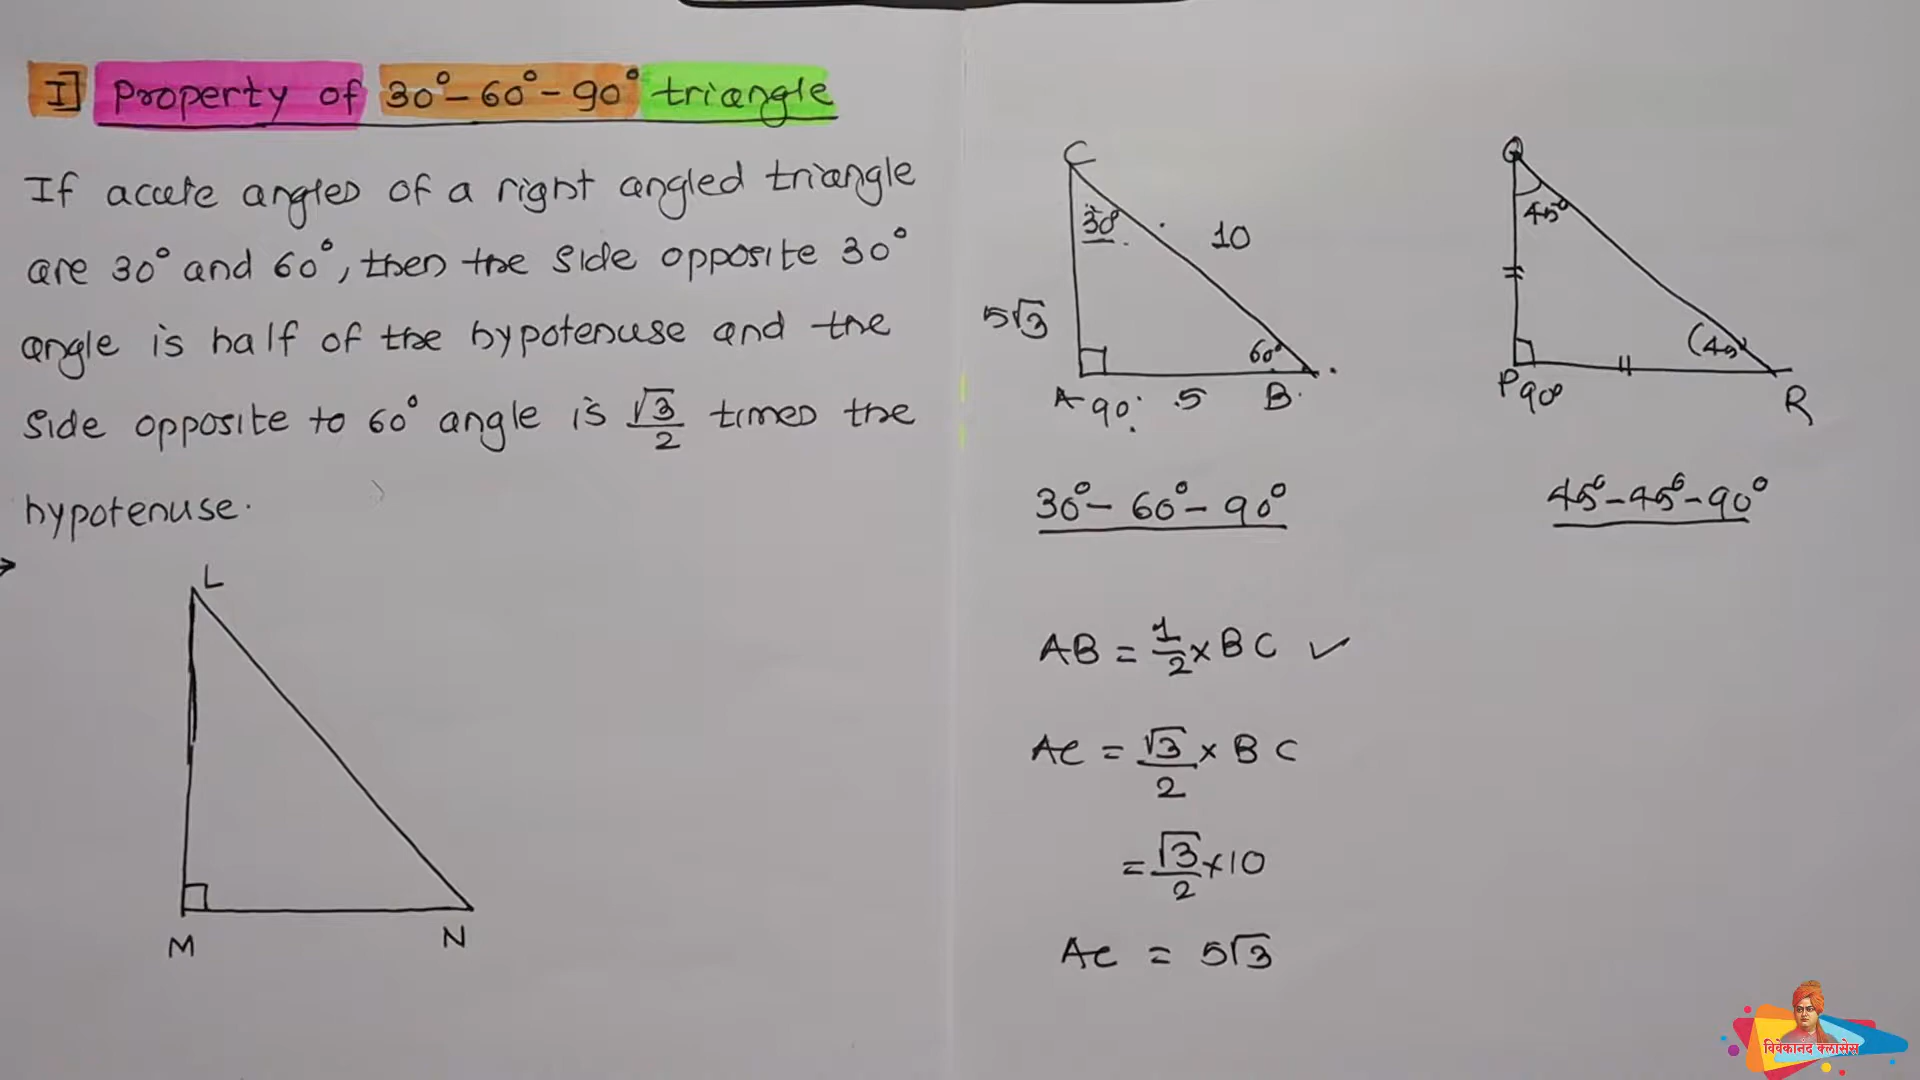 I] Property of 30°-60°-90° triangle
If acute angles of a right angled triangle
are 30° and 60°, then the side opposite 30°
angle is half of the hypotenuse and the
side opposite to 60° angle is √3/2 times the
hypotenuse.
L
M
N
C
30°
10
5√3
60°
A 90° 5 B
30°-60°-90°
Q
45°
(45°
P 90°
R
45°-45°-90°
AB = 1/2 × BC ✓
AC = √3/2 × BC
= √3/2 × 10
AC = 5√3
विवेकानंद क्लासेस